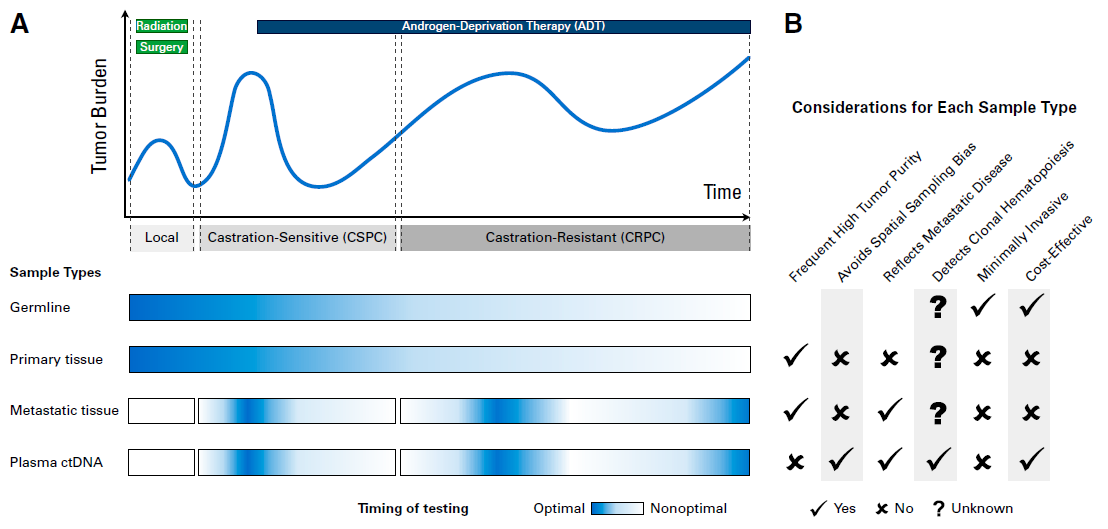 A
B
Radiation
Surgery
Androgen-Deprivation Therapy (ADT)
Tumor Burden
Time
Local
Castration-Sensitive (CSPC)
Castration-Resistant (CRPC)
Sample Types
Germline
Primary tissue
Metastatic tissue
Plasma ctDNA
Timing of testing
Optimal
Nonoptimal
Considerations for Each Sample Type
Frequent High Tumor Purity
Avoids Spatial Sampling Bias
Reflects Metastatic Disease
Detects Clonal Hematopoiesis
Minimally Invasive
Cost-Effective
?
?
?
? Unknown
Yes
No